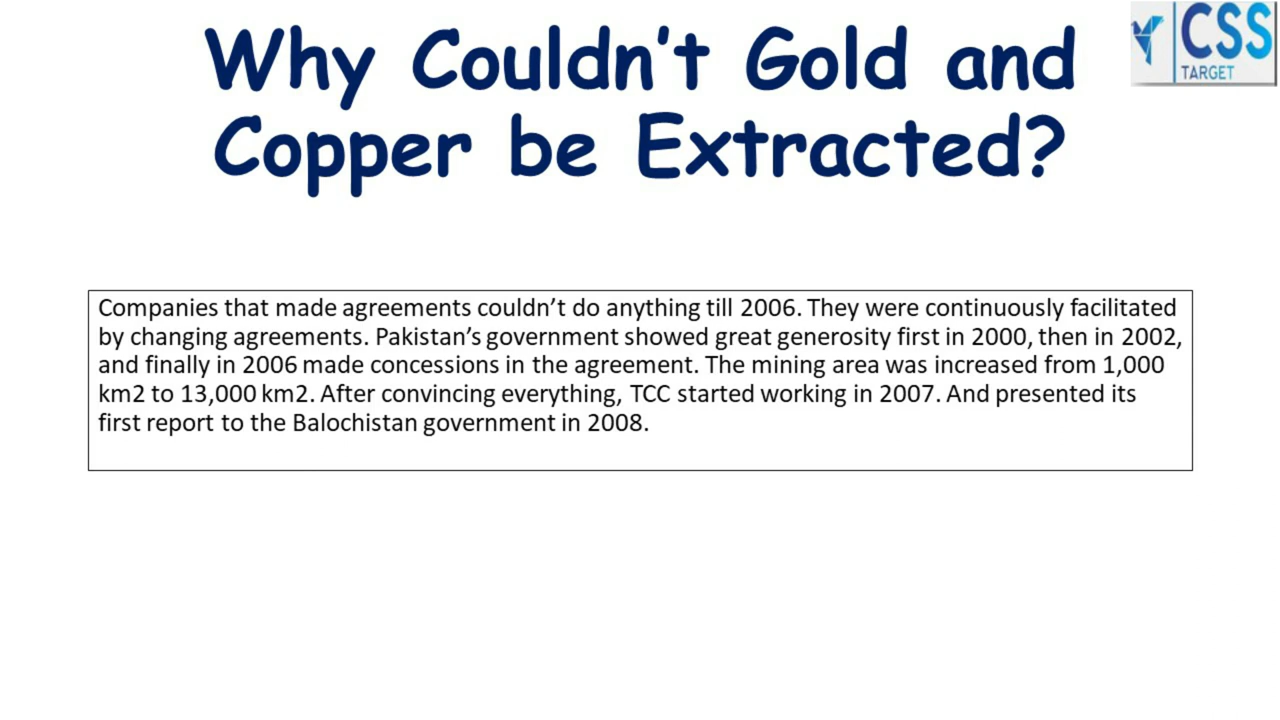 Why Couldn't Gold and
Copper be Extracted?
CSS
TARGET
Companies that made agreements couldn't do anything till 2006. They were continuously facilitated
by changing agreements. Pakistan's government showed great generosity first in 2000, then in 2002,
and finally in 2006 made concessions in the agreement. The mining area was increased from 1,000
km2 to 13,000 km2. After convincing everything, TCC started working in 2007. And presented its
first report to the Balochistan government in 2008.